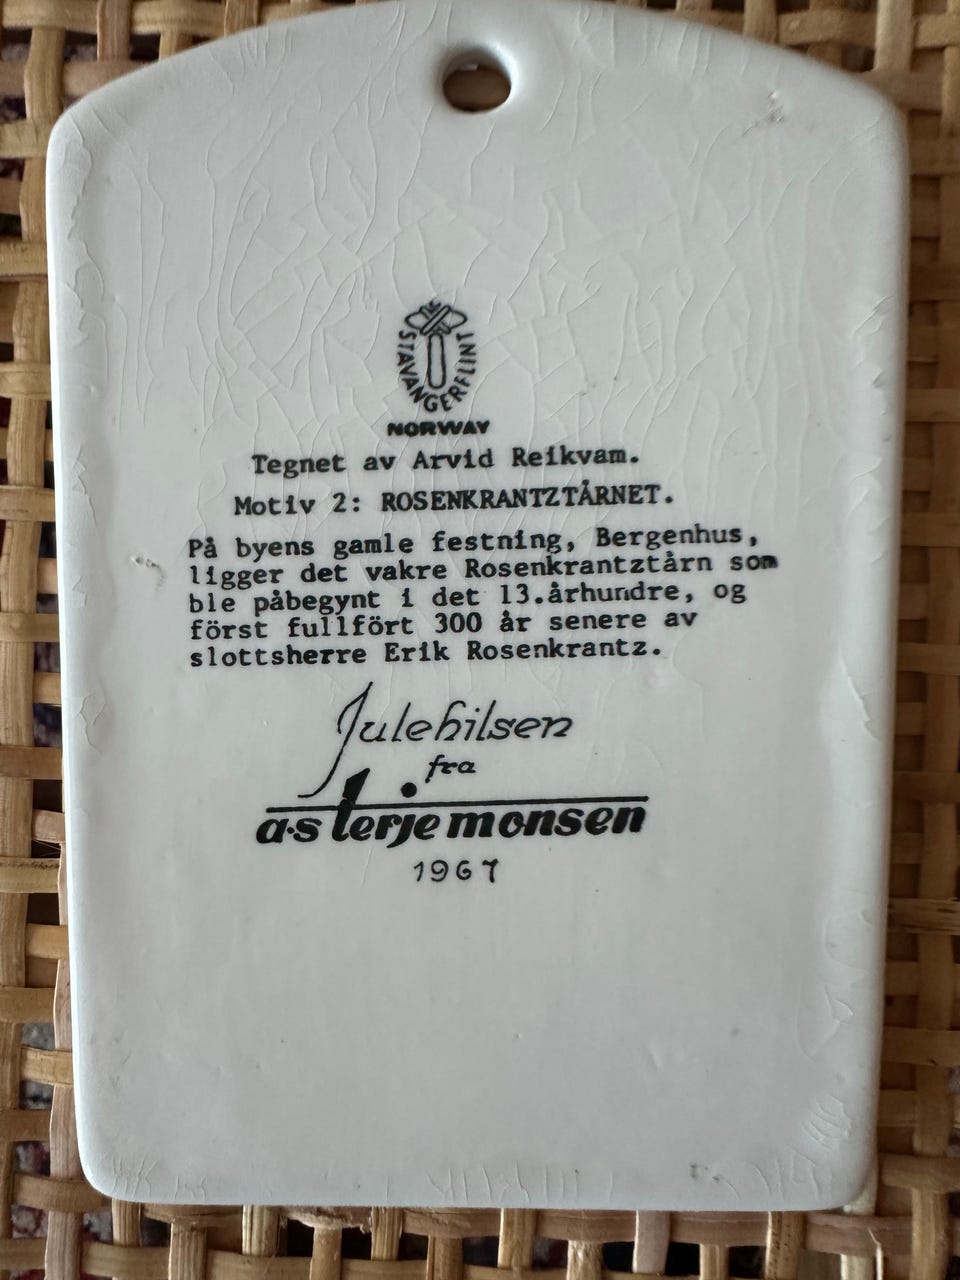 STAVANGERFLINT
NORWAY
Tegnet av Arvid Reikvam.
Motiv 2: ROSENKRANTZTÅRNET.
På byens gamle festning, Bergenhus,
ligger det vakre Rosenkrantztårn som
ble påbegynt i det 13.århundre, og
först fullfört 300 år senere av
slottsherre Erik Rosenkrantz.
Julehilsen
fra
a·s terje monsen
1967